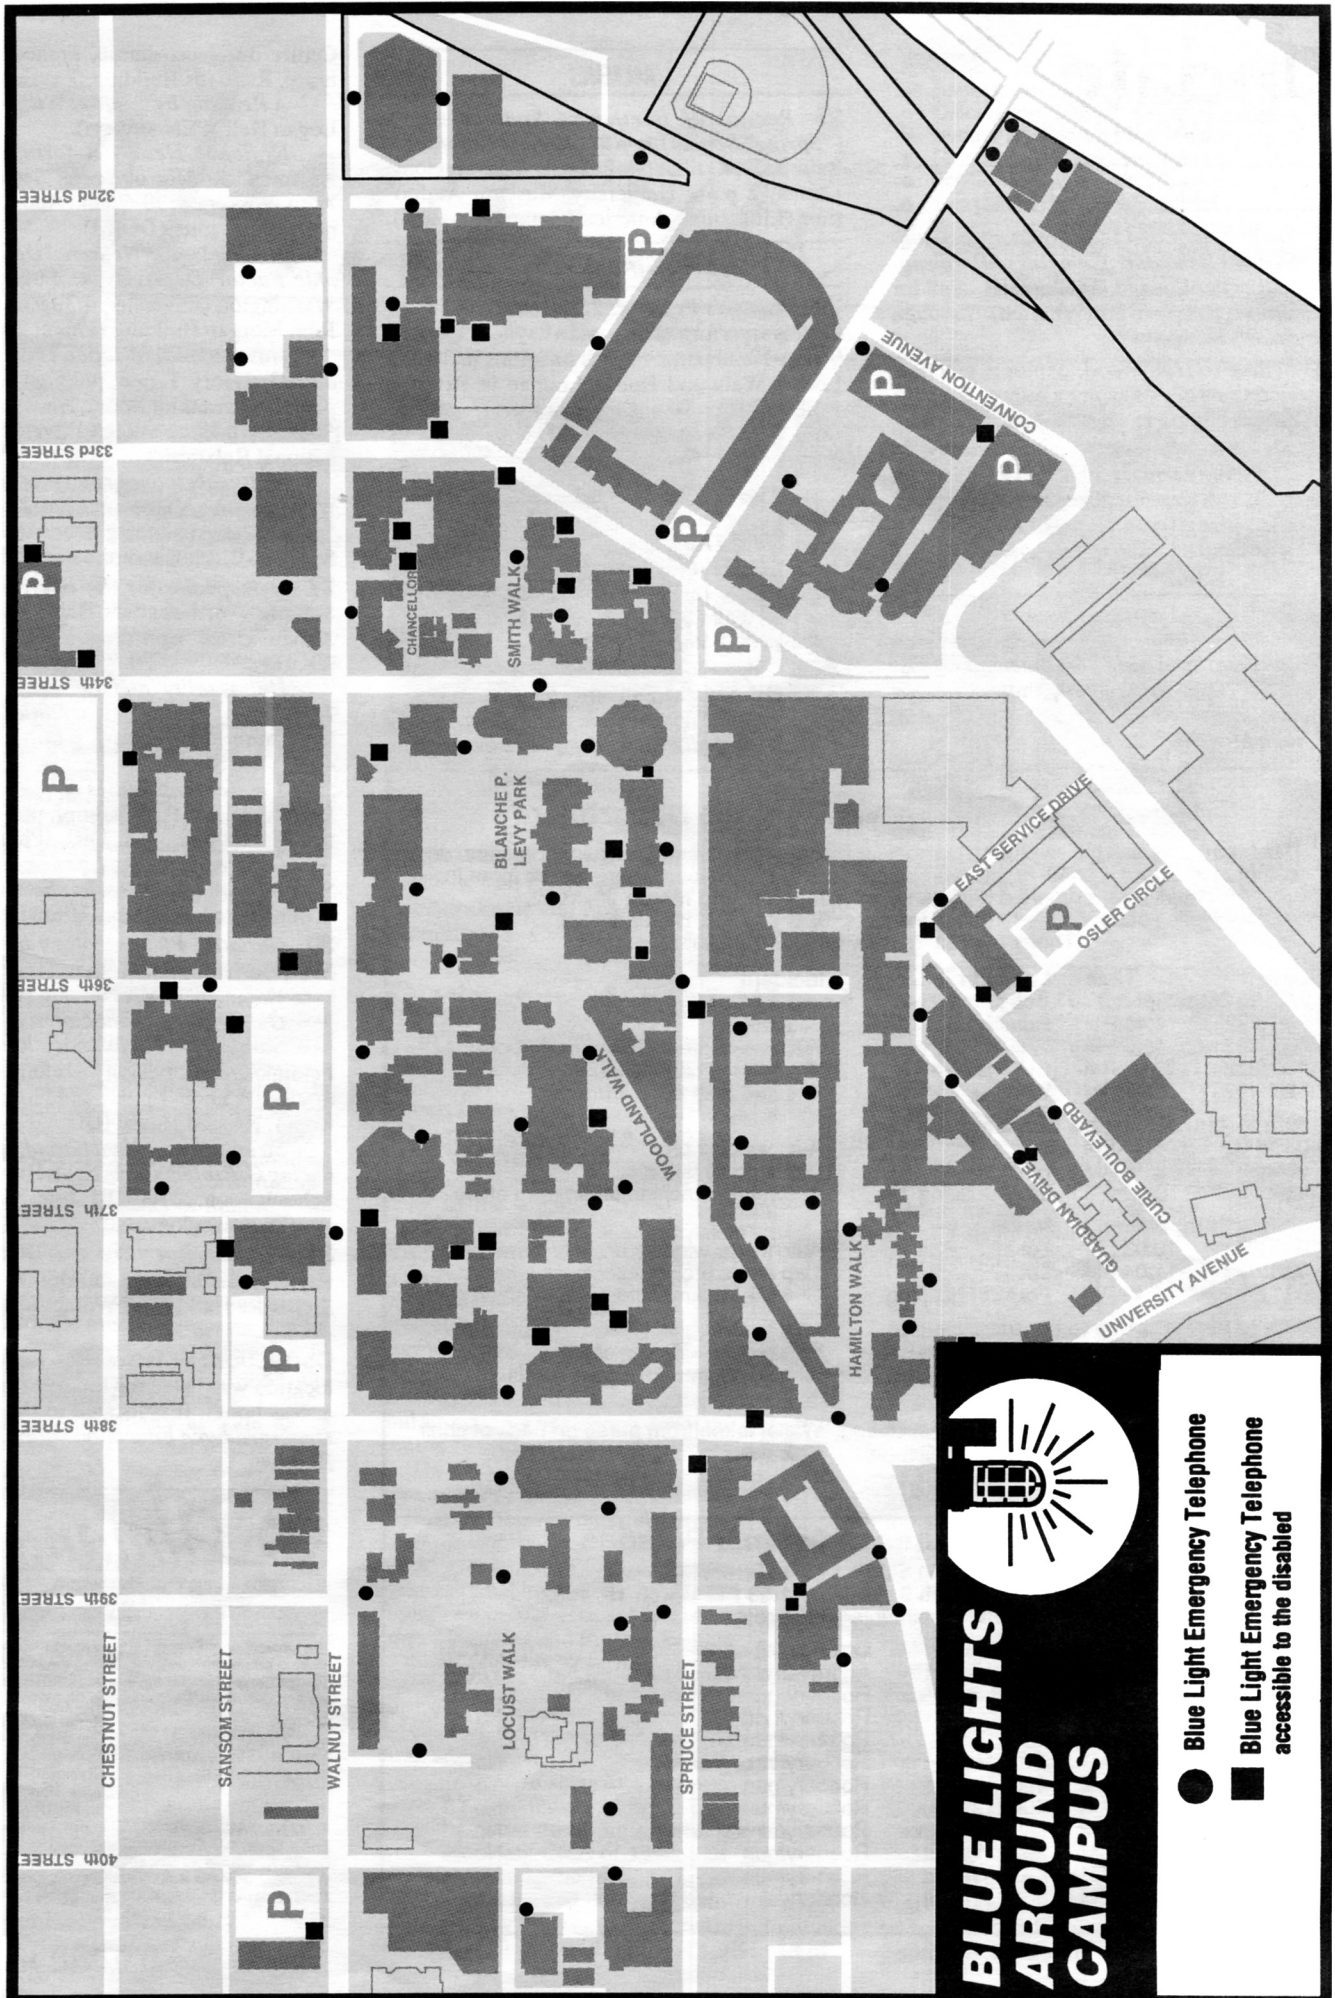 BLUE LIGHTS
AROUND
CAMPUS
Blue Light Emergency Telephone
Blue Light Emergency Telephone
accessible to the disabled
CHESTNUT STREET
SANSOM STREET
WALNUT STREET
LOCUST WALK
SPRUCE STREET
HAMILTON WALK
UNIVERSITY AVENUE
40th STREET
39th STREET
38th STREET
37th STREET
36th STREET
34th STREET
33rd STREET
32nd STREET
WOODLAND WALK
GUARDIAN DRIVE
CURIE BOULEVARD
OSLER CIRCLE
EAST SERVICE DRIVE
BLANCHE P.
LEVY PARK
SMITH WALK
CHANCELLOR
CONVENTION AVENUE
P
P
P
P
P
P
P
P
P
P
P